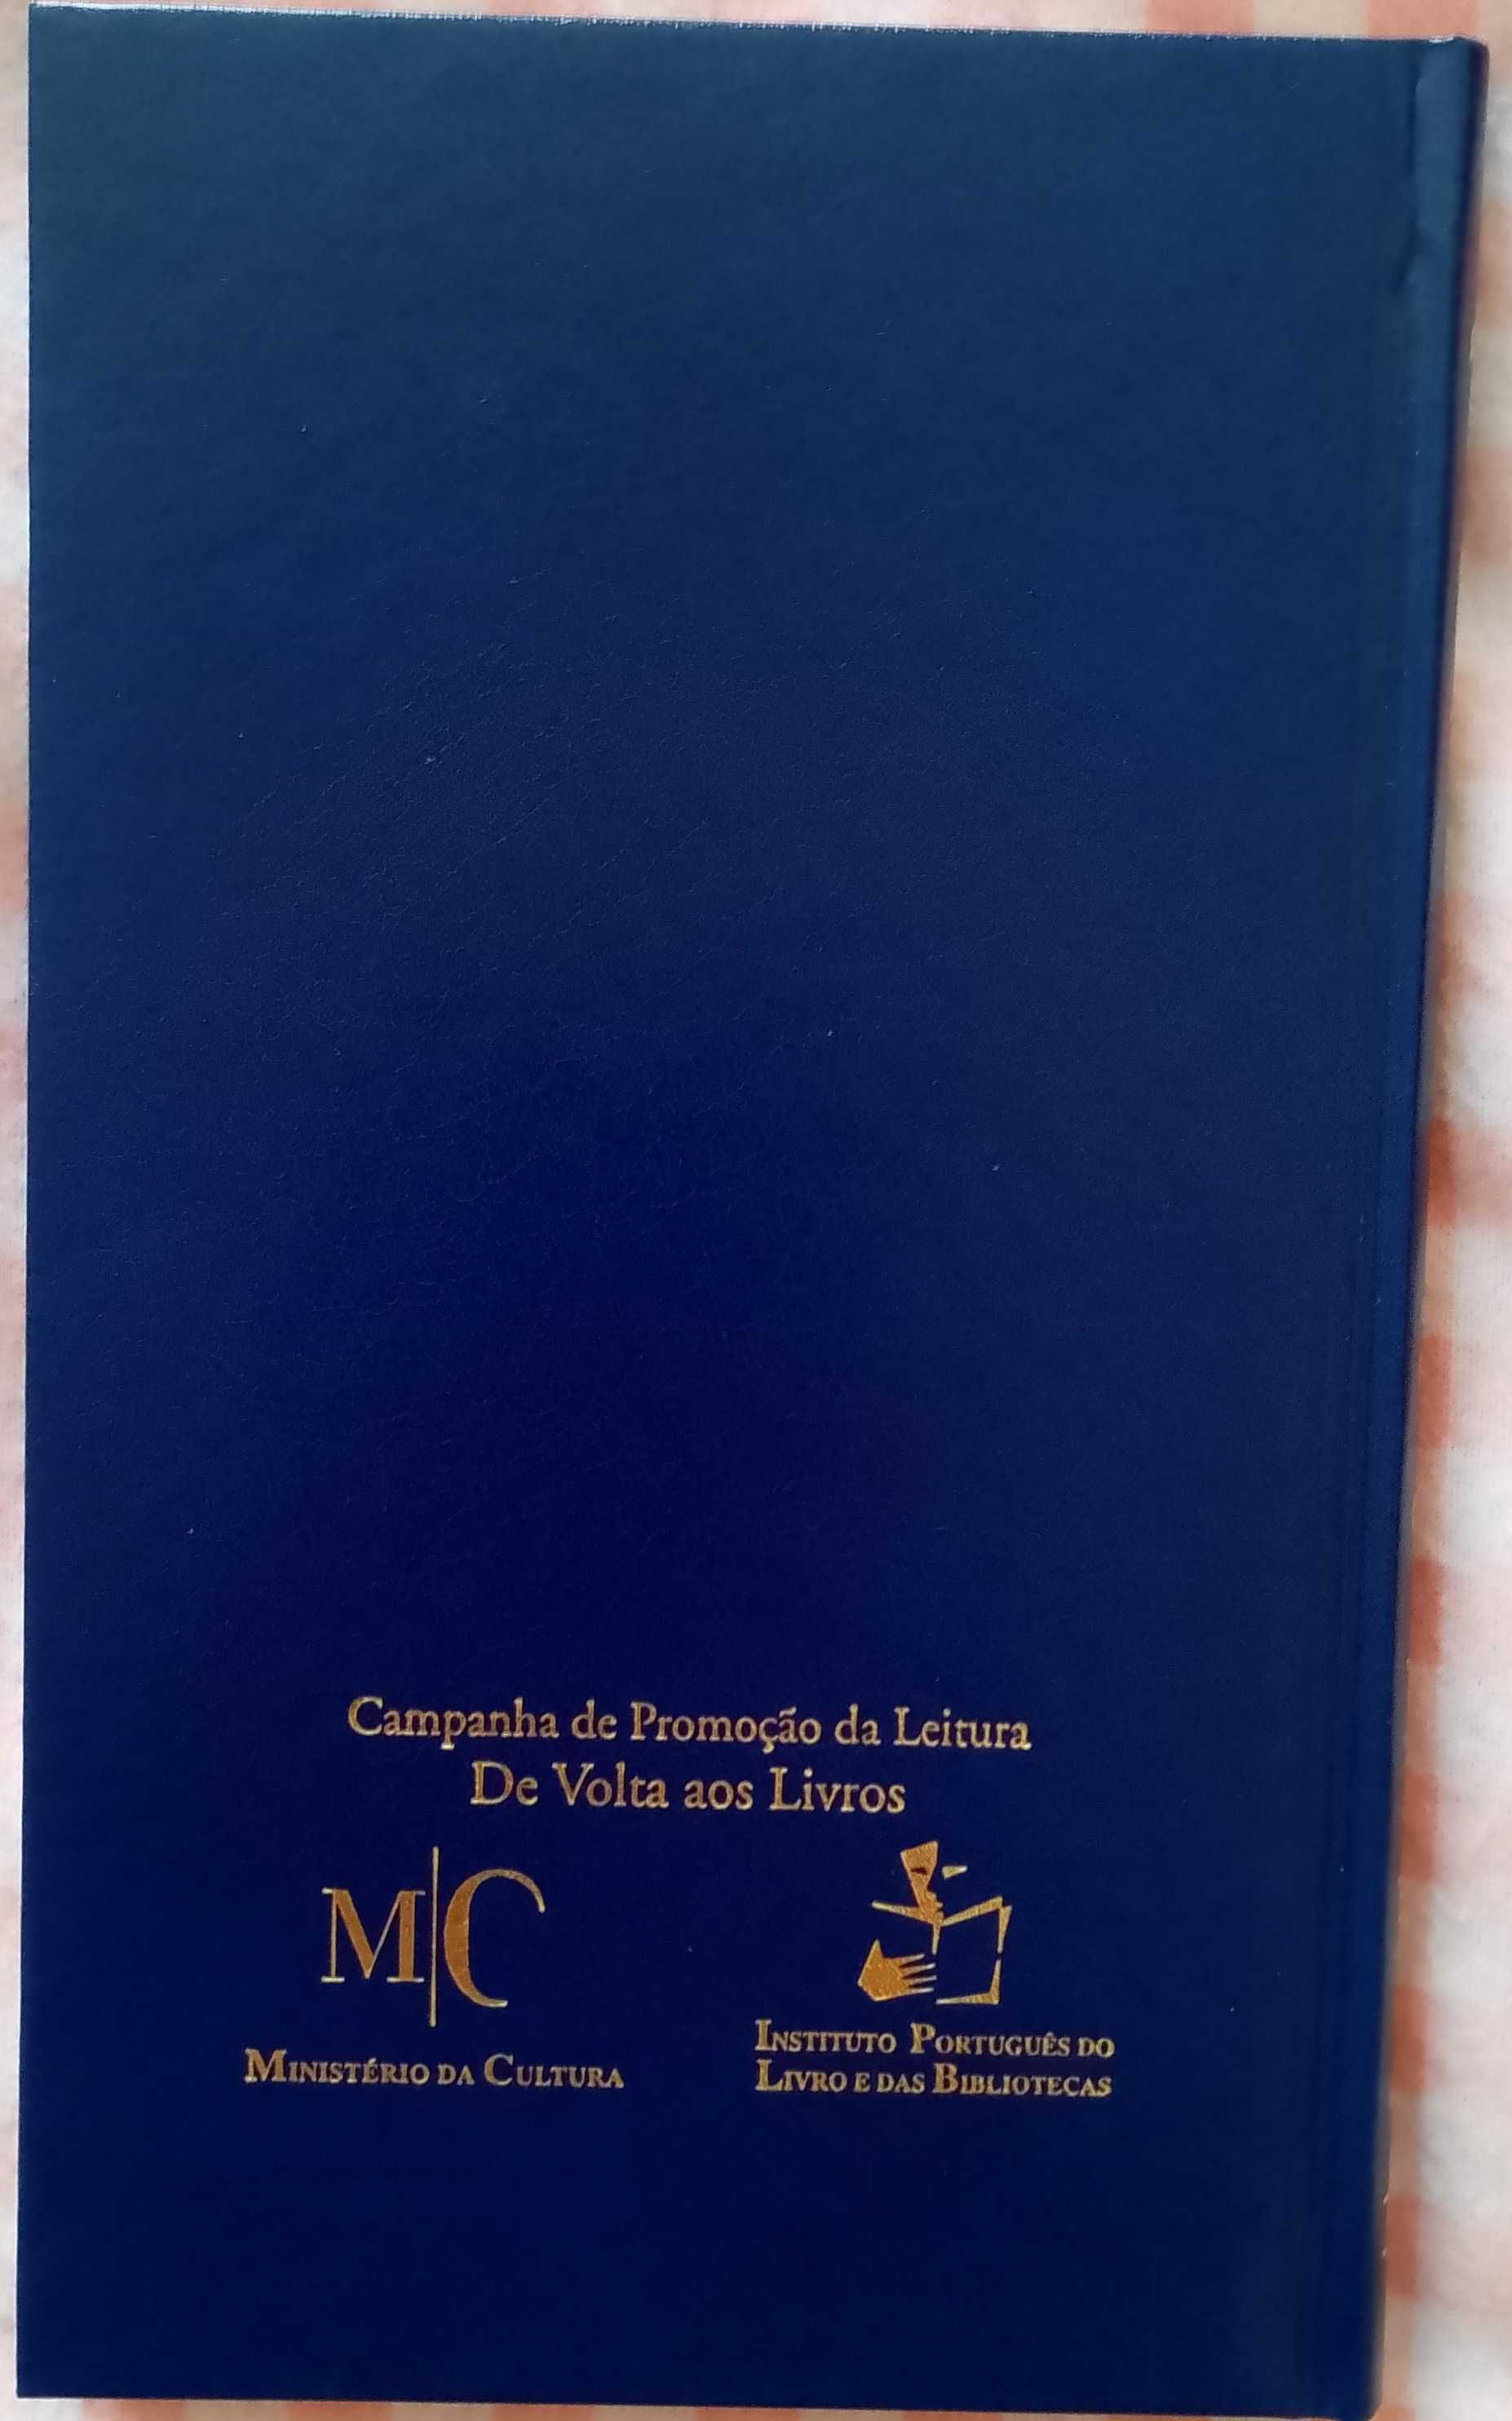 Campanha de Promoção da Leitura
De Volta aos Livros
M|C
MINISTÉRIO DA CULTURA
INSTITUTO PORTUGUÊS DO
LIVRO E DAS BIBLIOTECAS